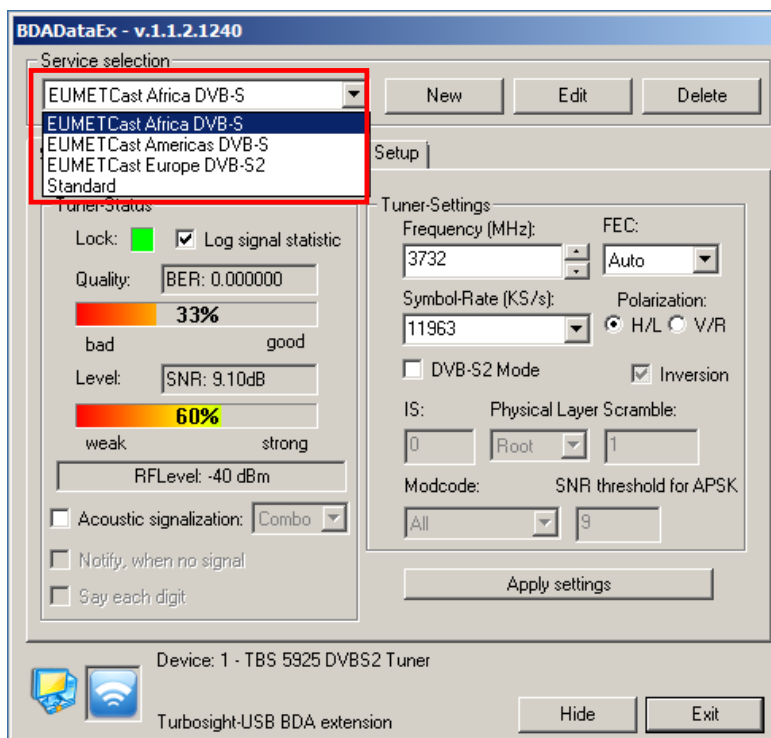 BDADataEx - v.1.1.2.1240
Service selection
EUMETCast Africa DVB-S
New
Edit
Delete
EUMETCast Africa DVB-S
EUMETCast Americas DVB-S
EUMETCast Europe DVB-S2
Standard
Setup
Tuner-Status
Lock:
Log signal statistic
Quality:
BER: 0.000000
33%
bad
good
Level:
SNR: 9.10dB
60%
weak
strong
RFLevel: -40 dBm
Acoustic signalization:
Combo
Notify, when no signal
Say each digit
Tuner-Settings
Frequency (MHz):
FEC:
3732
Auto
Symbol-Rate (KS/s):
Polarization:
11963
H/L
V/R
DVB-S2 Mode
Inversion
IS:
Physical Layer Scramble:
0
Root
1
Modcode:
SNR threshold for APSK
All
9
Apply settings
Device: 1 - TBS 5925 DVBS2 Tuner
Turbosight-USB BDA extension
Hide
Exit